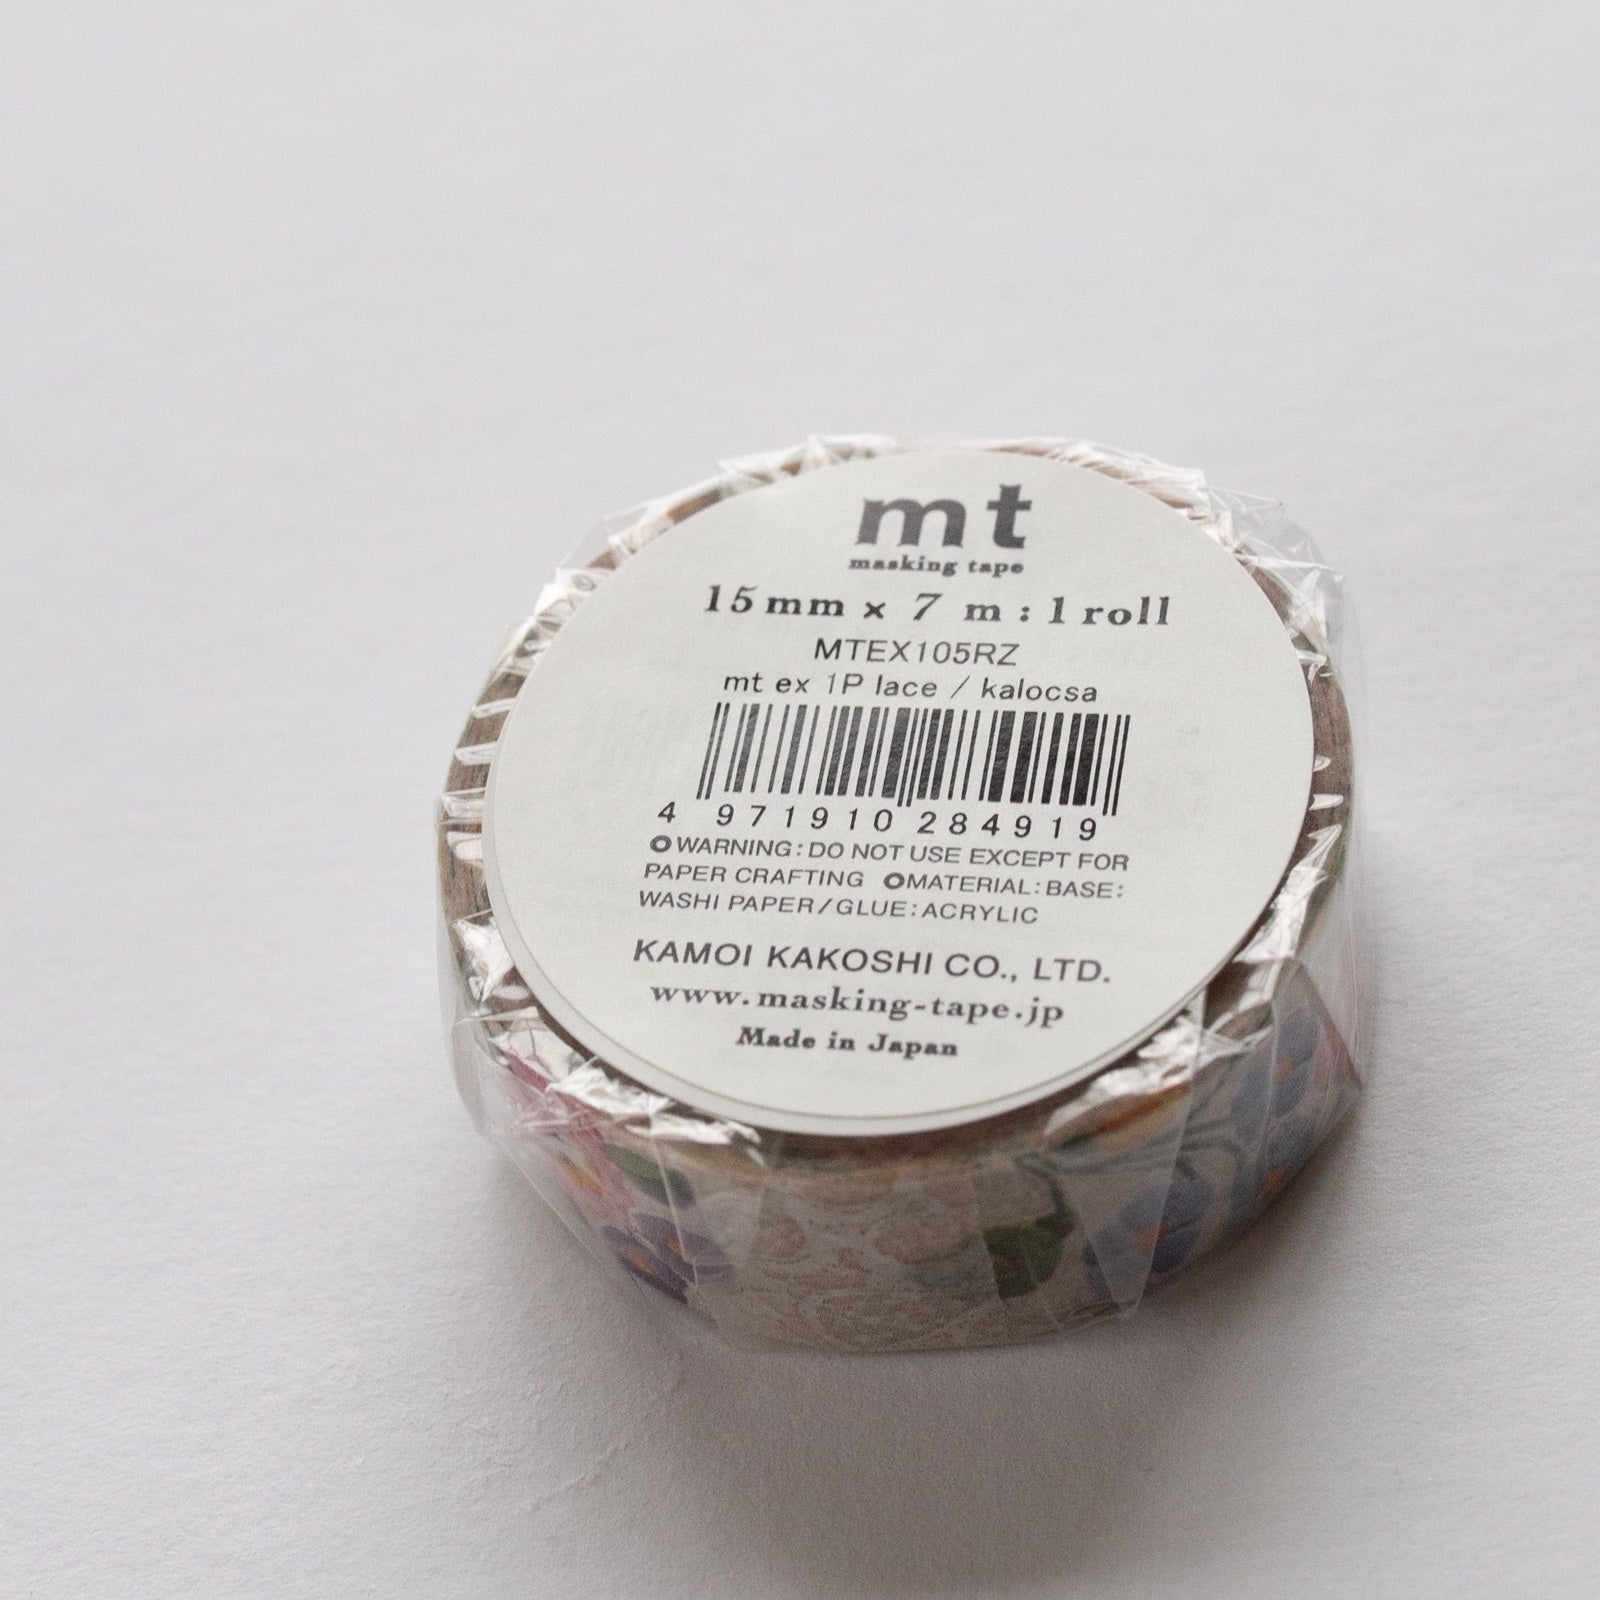 mt
masking tape
15mm x 7 m : 1 roll
MTEX105RZ
mt ex 1P lace / kalocsa
4 971910 284919
WARNING: DO NOT USE EXCEPT FOR
PAPER CRAFTING MATERIAL: BASE:
WASHI PAPER/GLUE: ACRYLIC
KAMOI KAKOSHI CO., LTD.
www.masking-tape.jp
Made in Japan